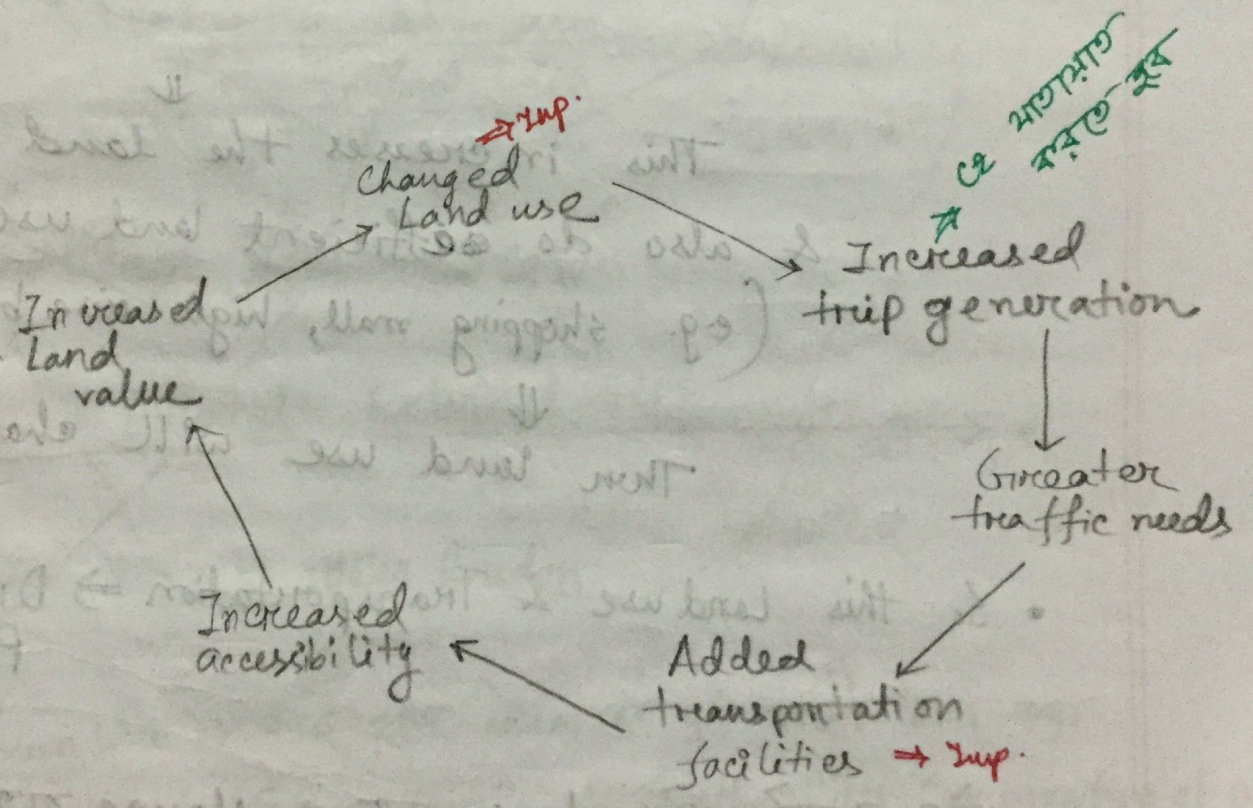 → Imp.
Changed
Land use
যে যাতায়াত
করতে
Increased
trip generation
Greater
traffic needs
Added
transportation
facilities → Imp.
Increased
accessibility
Increased
Land
value